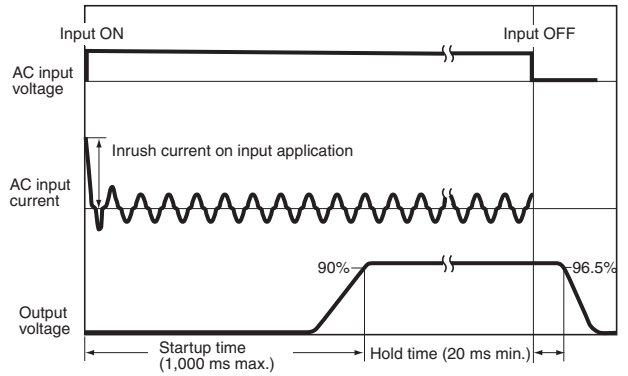 Input ON
Input OFF
AC input
voltage
Inrush current on input application
AC input
current
90%
96.5%
Output
voltage
Startup time
(1,000 ms max.)
Hold time (20 ms min.)